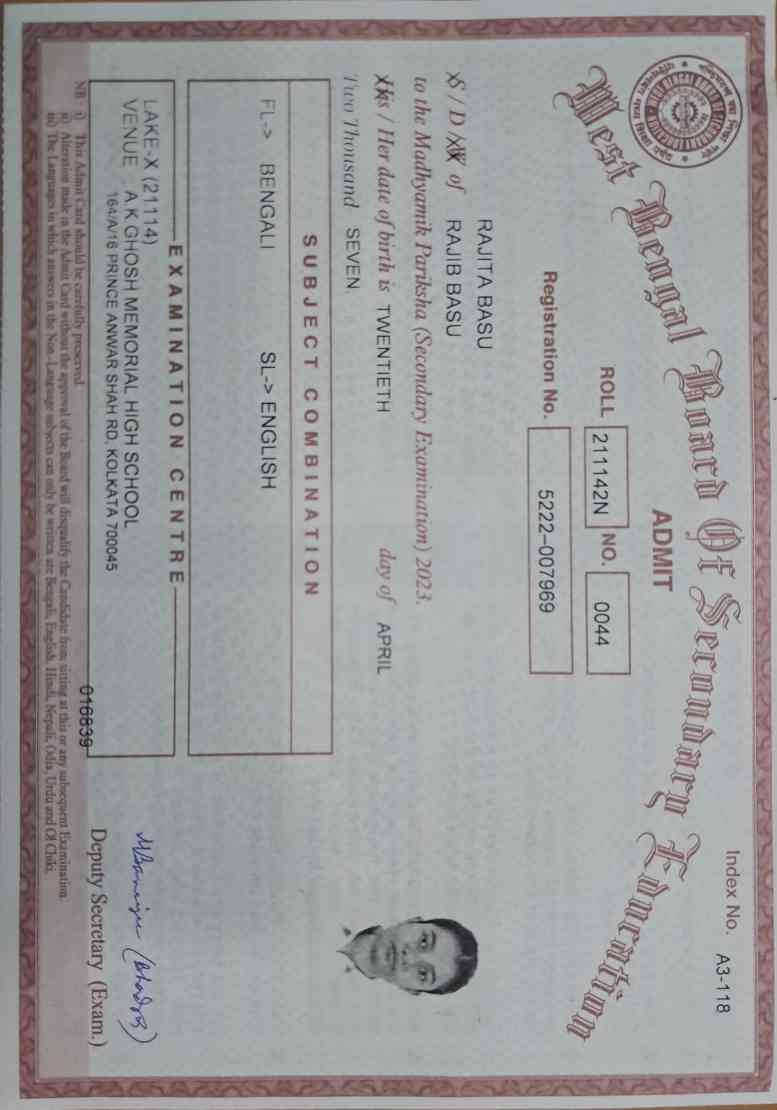 Index No. A3-118
West Bengal Board Of Secondary Education
ADMIT
ROLL 211142N NO. 0044
Registration No. 5222-007969
RAJITA BASU
S / D / W of RAJIB BASU
to the Madhyamik Pariksha (Secondary Examination) 2023.
His / Her date of birth is TWENTIETH day of APRIL
Two Thousand SEVEN
SUBJECT COMBINATION
FL-> BENGALI SL-> ENGLISH
EXAMINATION CENTRE
LAKE-X (21114)
VENUE A K GHOSH MEMORIAL HIGH SCHOOL
164/A/16 PRINCE ANWAR SHAH RD, KOLKATA 700045
016839
Deputy Secretary (Exam.)
NB : i) This Admit Card should be carefully preserved.
ii) Alteration made in the Admit Card without the approval of the Board will disqualify the Candidate from sitting at this or any subsequent Examination.
iii) The Languages in which answers in the Non-Language subjects can only be written are Bengali, English, Hindi, Nepali, Odia, Urdu and Ol Chiki.